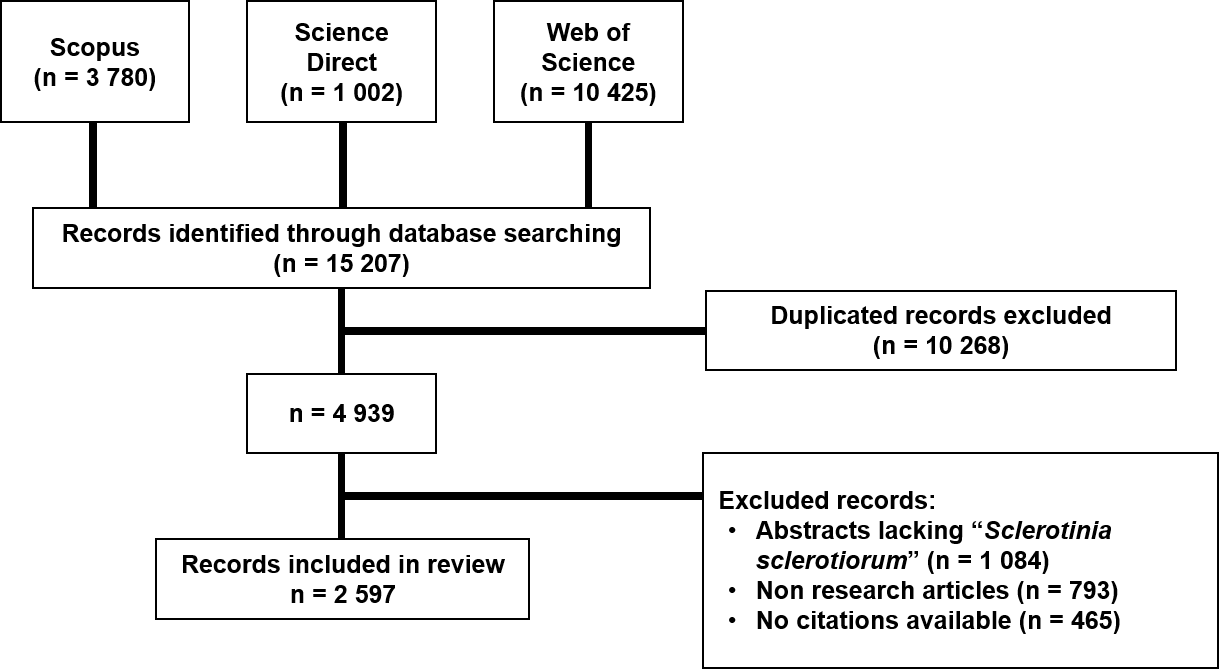 Scopus
(n = 3 780)
Science
Direct
(n = 1 002)
Web of
Science
(n = 10 425)
Records identified through database searching
(n = 15 207)
Duplicated records excluded
(n = 10 268)
n = 4 939
Excluded records:
• Abstracts lacking “Sclerotinia
sclerotiorum” (n = 1 084)
• Non research articles (n = 793)
• No citations available (n = 465)
Records included in review
n = 2 597